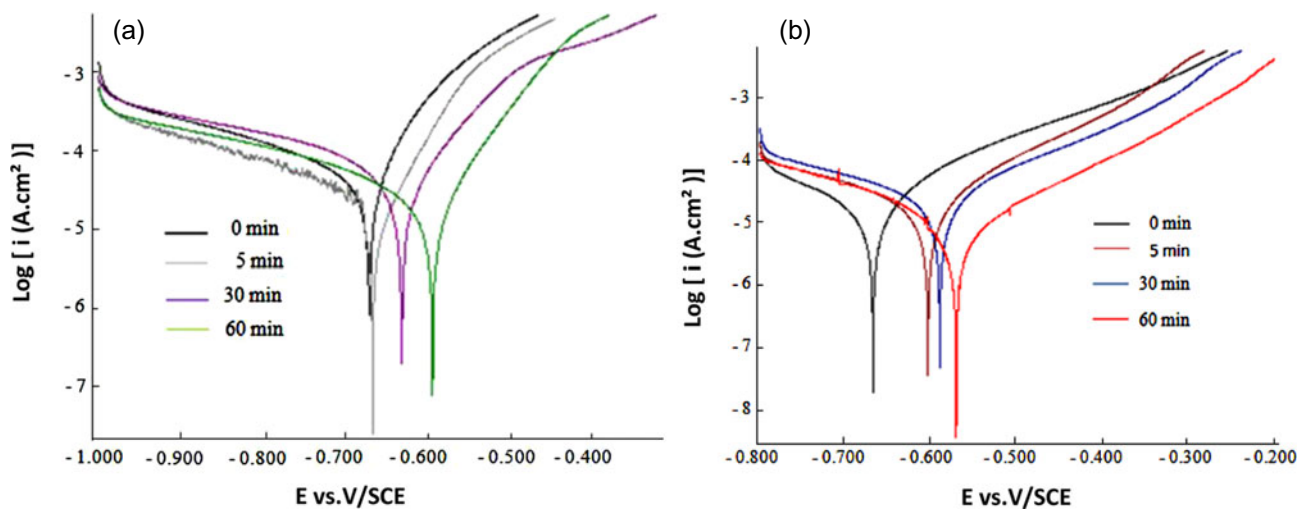 (a)
Log [ i (A.cm²)]
-3
-4
-5
-6
-7
0 min
5 min
30 min
60 min
-1.000 -0.900 -0.800 -0.700 -0.600 -0.500 -0.400
E vs.V/SCE
(b)
Log [ i (A.cm²)]
-2
-3
-4
-5
-6
-7
-8
0 min
5 min
30 min
60 min
-0.800 -0.700 -0.600 -0.500 -0.400 -0.300 -0.200
E vs.V/SCE